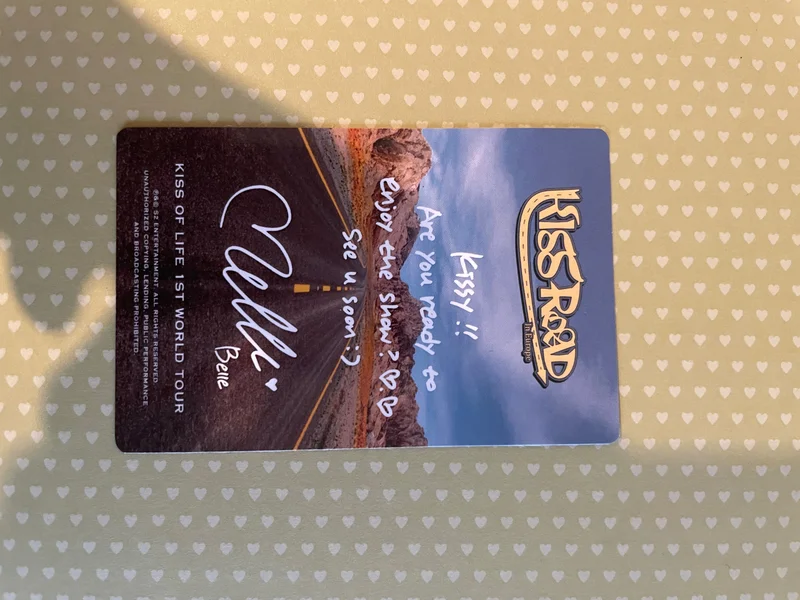 KISS ROAD
In Europe
Kissy!!
Are you ready to
enjoy the show?♡.♡
See u soon :)
Belle
KISS OF LIFE 1ST WORLD TOUR
℗&© S2 ENTERTAINMENT. ALL RIGHTS RESERVED.
UNAUTHORIZED COPYING, LENDING, PUBLIC PERFORMANCE
AND BROADCASTING PROHIBITED.